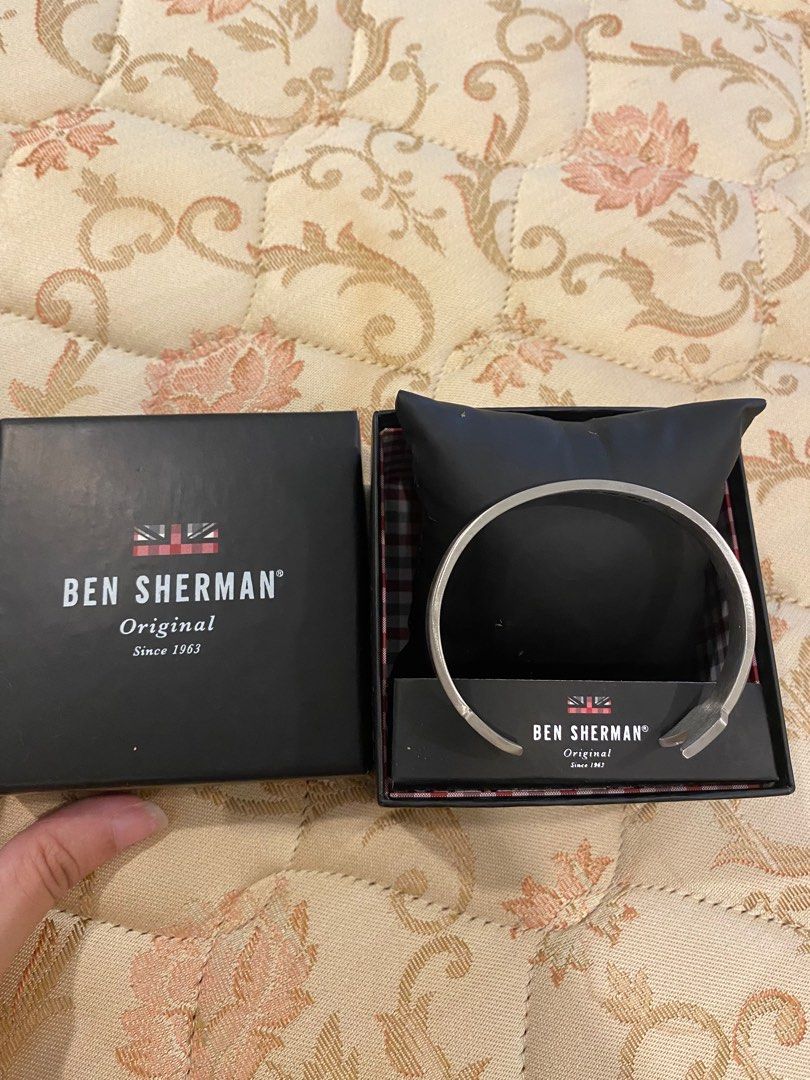 BEN SHERMAN®
Original
Since 1963
BEN SHERMAN®
Original
Since 1963